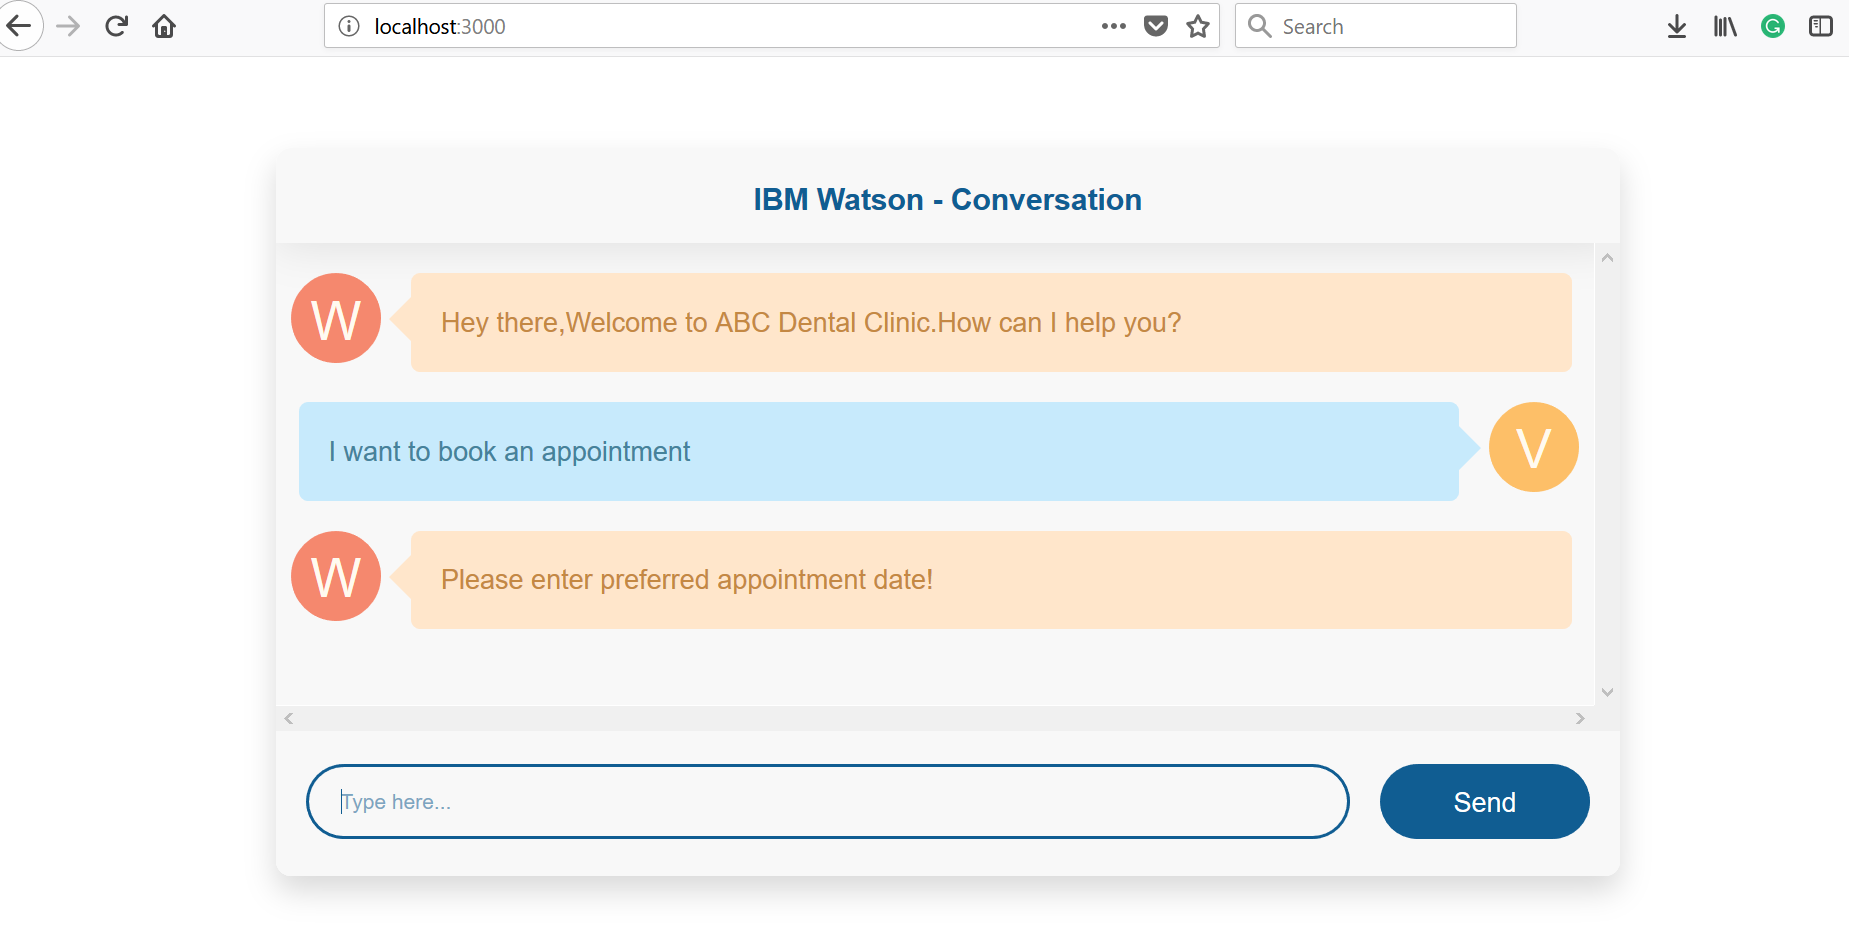 localhost:3000
Search
IBM Watson - Conversation
W
Hey there,Welcome to ABC Dental Clinic.How can I help you?
I want to book an appointment
V
W
Please enter preferred appointment date!
Type here...
Send